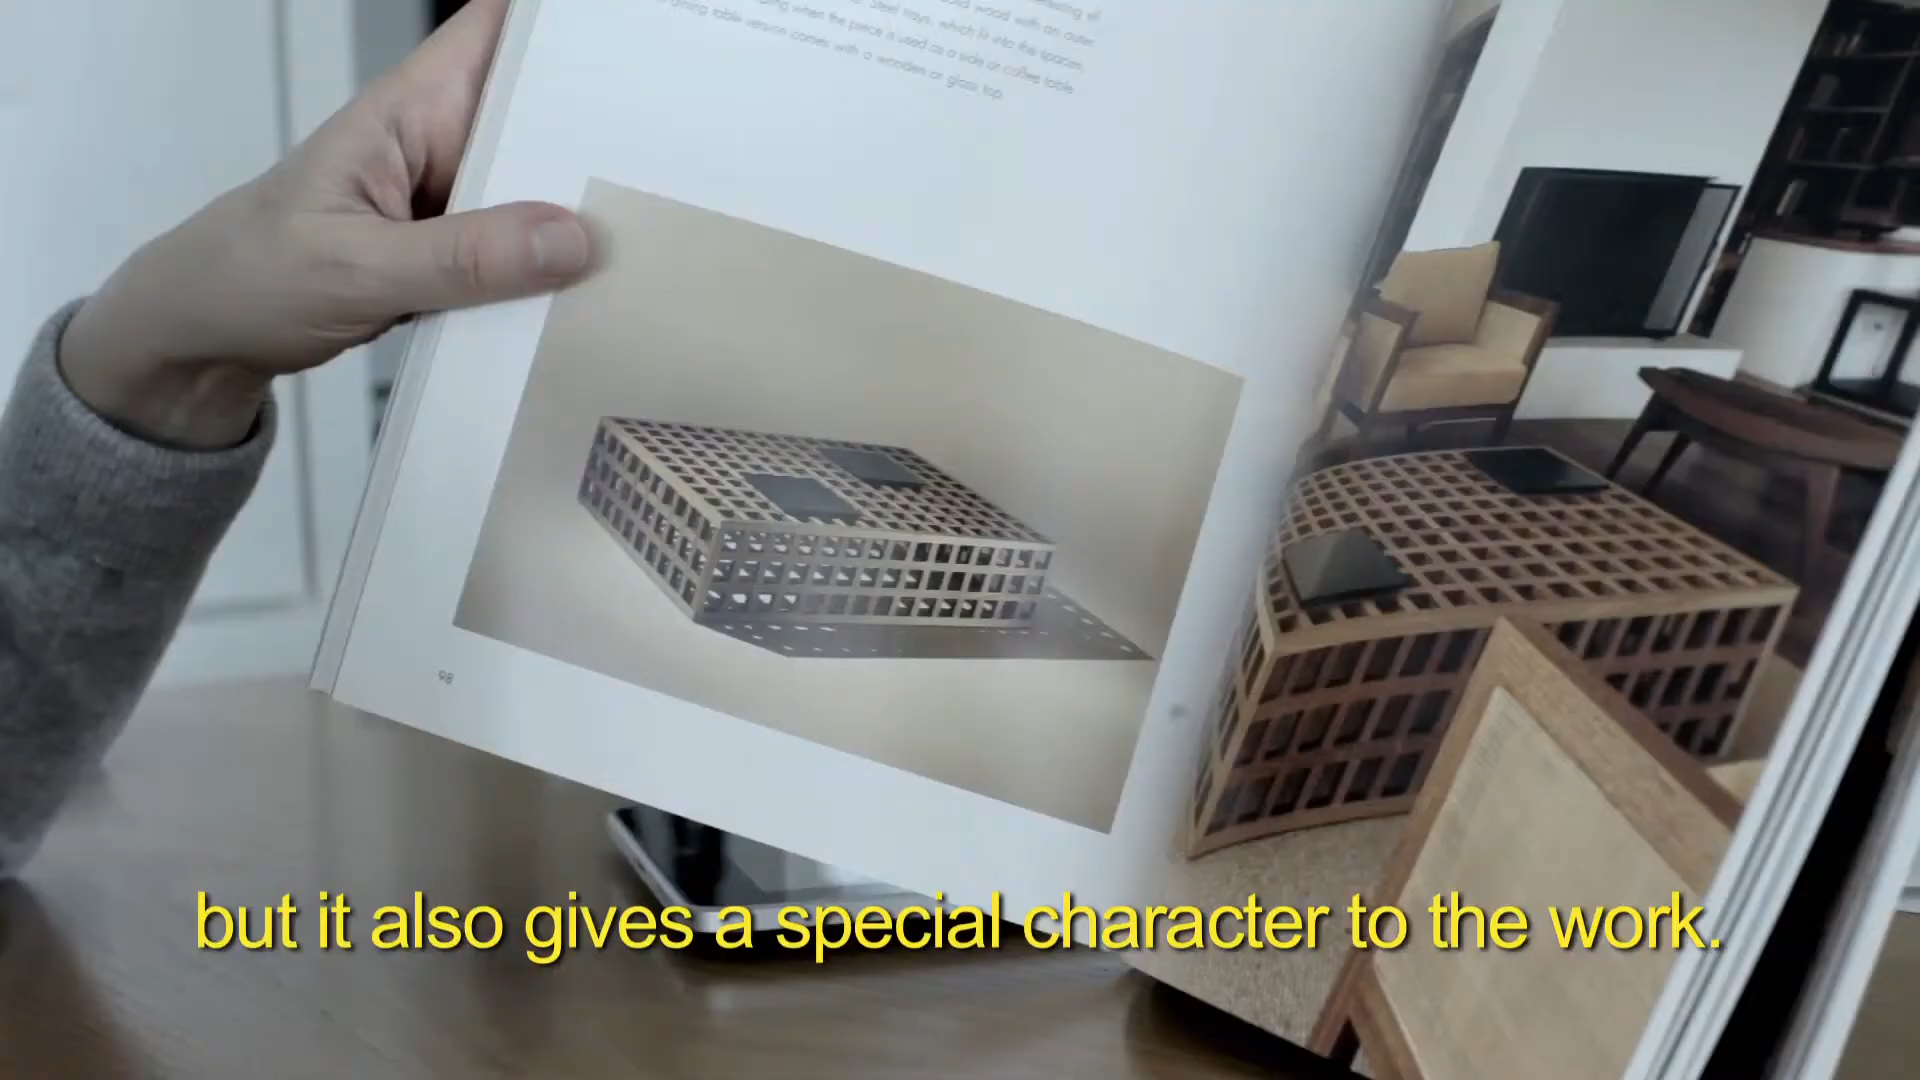 wood with an outer
Steel trays, which fit into the spaces,
when the piece is used as a side or coffee table
dining table version comes with a wooden or glass top.
98
but it also gives a special character to the work.